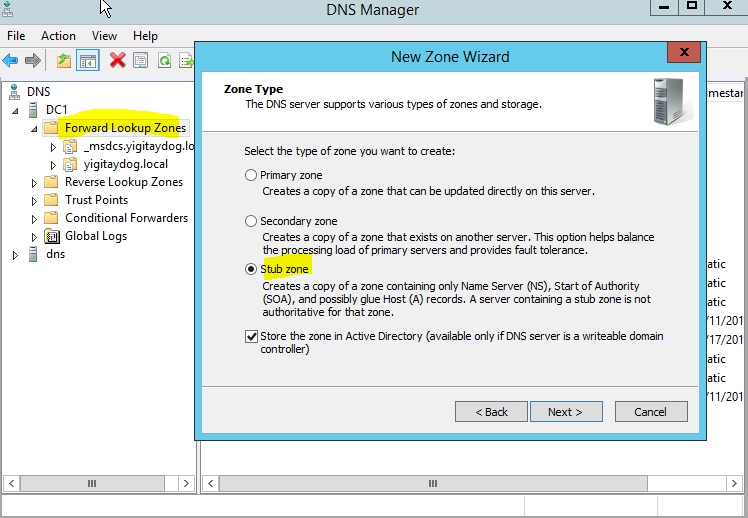 DNS Manager
File Action View Help
DNS
DC1
Forward Lookup Zones
_msdcs.yigitaydog.lo
yigitaydog.local
Reverse Lookup Zones
Trust Points
Conditional Forwarders
Global Logs
dns
New Zone Wizard
X
Zone Type
The DNS server supports various types of zones and storage.
Select the type of zone you want to create:
Primary zone
Creates a copy of a zone that can be updated directly on this server.
Secondary zone
Creates a copy of a zone that exists on another server. This option helps balance
the processing load of primary servers and provides fault tolerance.
Stub zone
Creates a copy of a zone containing only Name Server (NS), Start of Authority
(SOA), and possibly glue Host (A) records. A server containing a stub zone is not
authoritative for that zone.
Store the zone in Active Directory (available only if DNS server is a writeable domain
controller)
< Back Next > Cancel
mestar
atic
atic
atic
/11/201
/17/201
atic
atic
/11/201